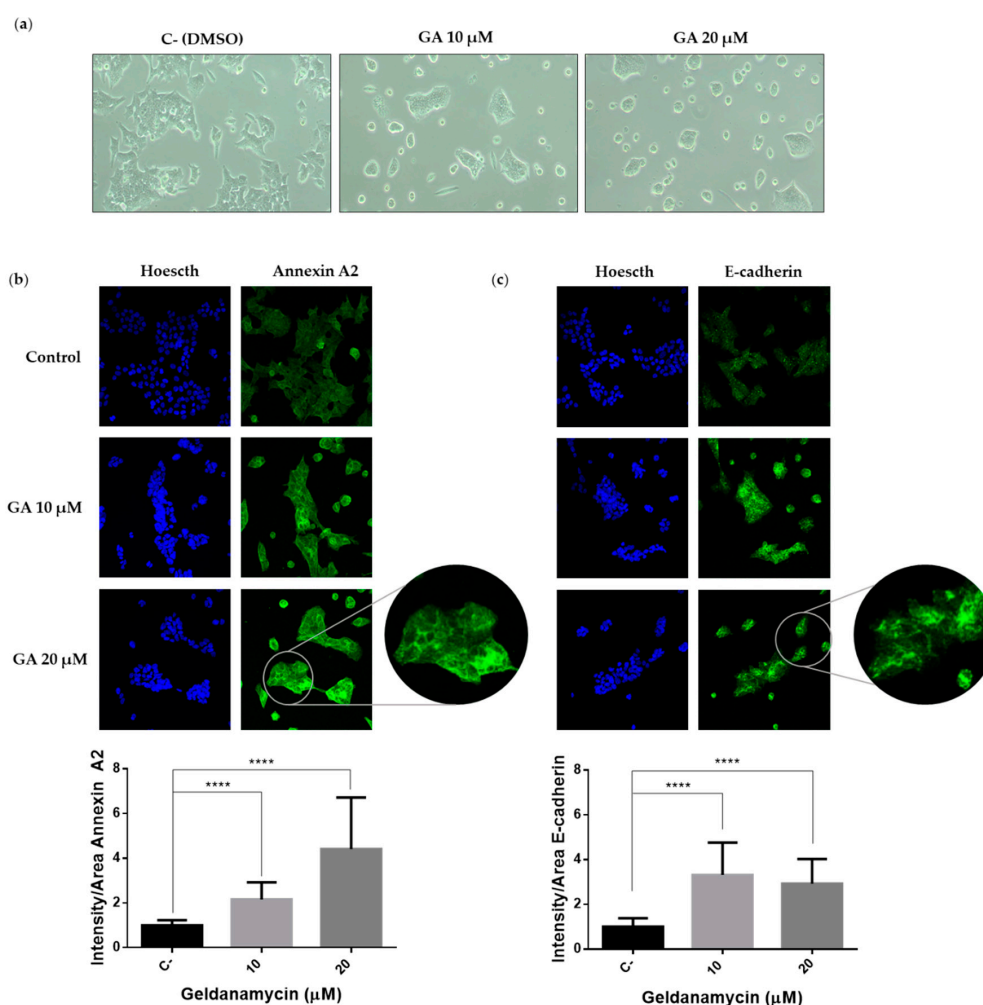 (a)
C- (DMSO) GA 10 μM GA 20 μM
(b) Hoescth Annexin A2
Control
GA 10 μM
GA 20 μM
Intensity/Area Annexin A2
8
6
4
2
0
**** ****
C- 10 20
Geldanamycin (μM)
(c) Hoescth E-cadherin
Intensity/Area E-cadherin
8
6
4
2
0
**** ****
C- 10 20
Geldanamycin (μM)